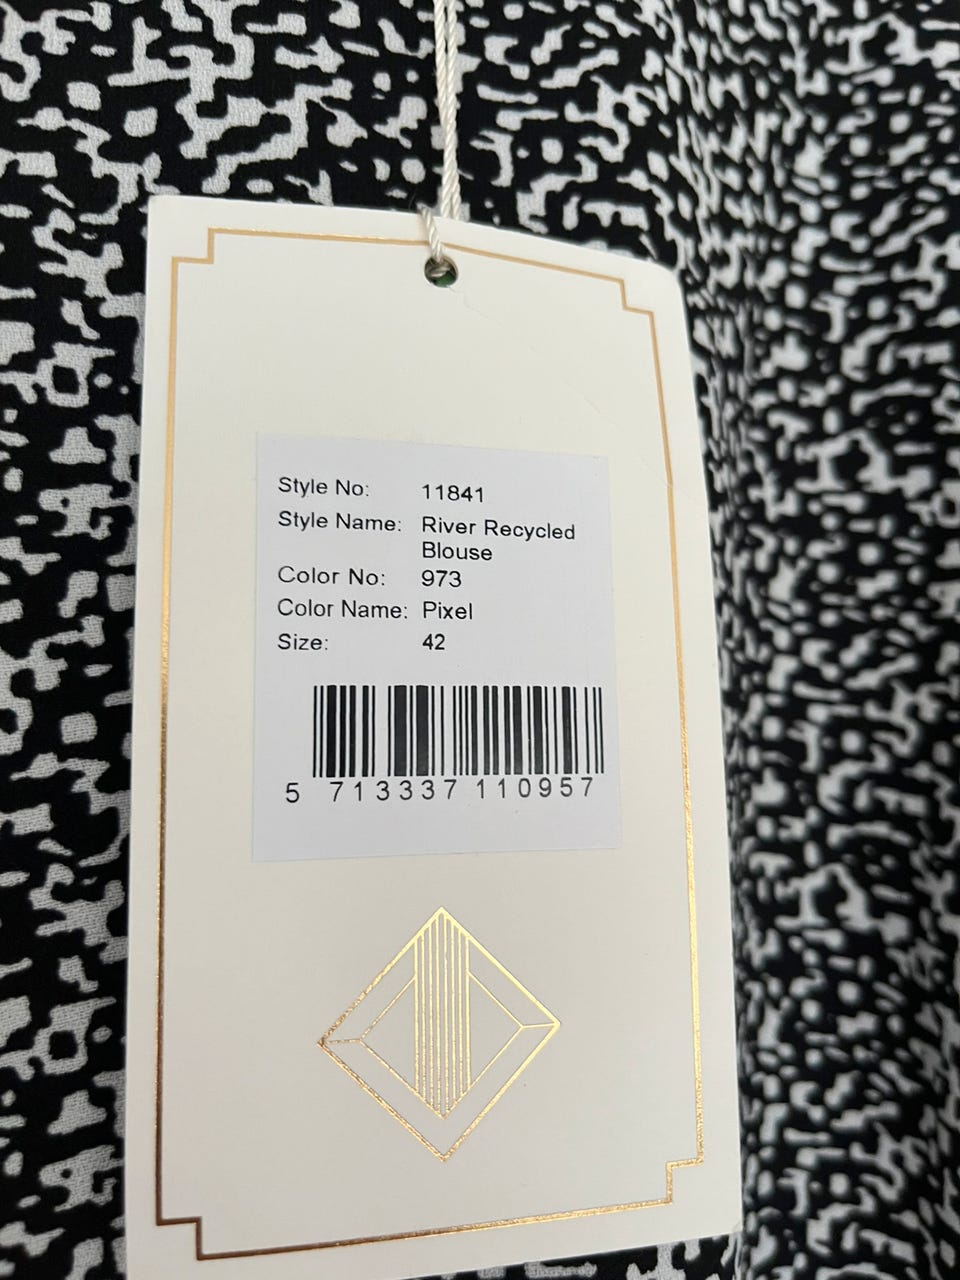 Style No: 11841
Style Name: River Recycled
Blouse
Color No: 973
Color Name: Pixel
Size: 42
5 713337 110957